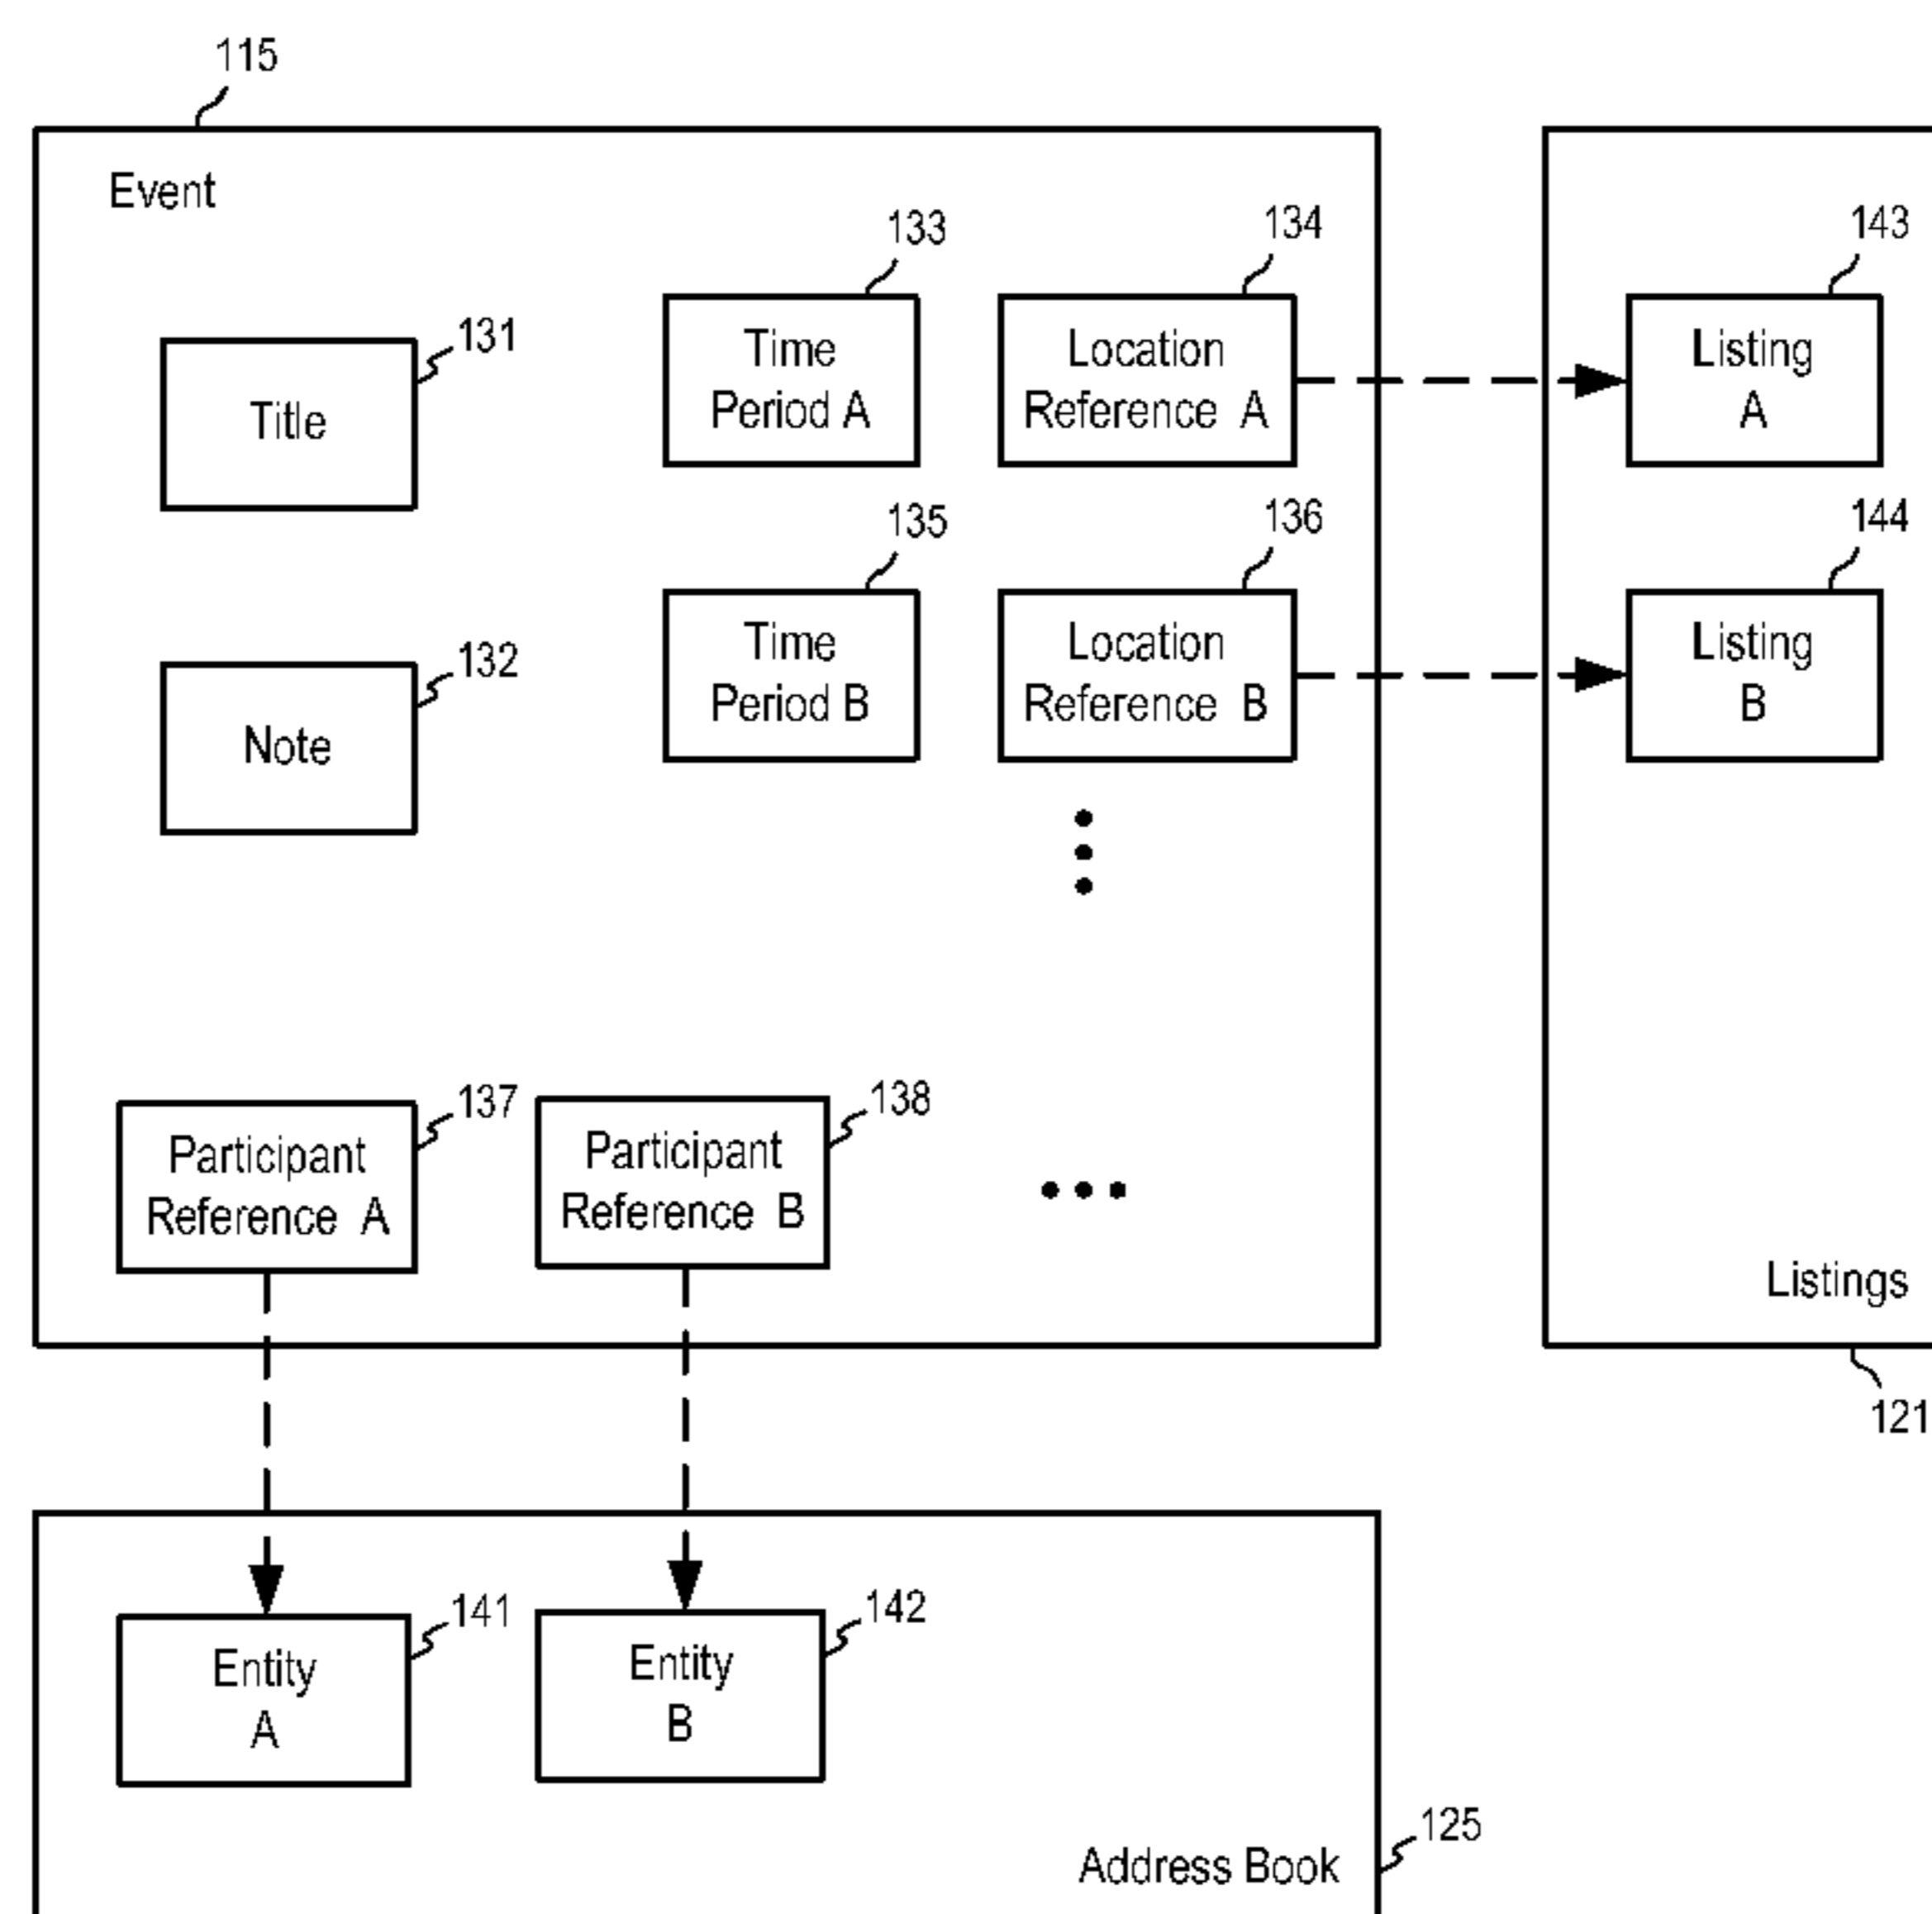 115
Event
133
134
143
131
Time
Period A
Location
Reference A
Listing
A
Title
135
136
144
132
Time
Period B
Location
Reference B
Listing
B
Note
137
138
Participant
Reference A
Participant
Reference B
Listings
121
141
142
Entity
A
Entity
B
125
Address Book